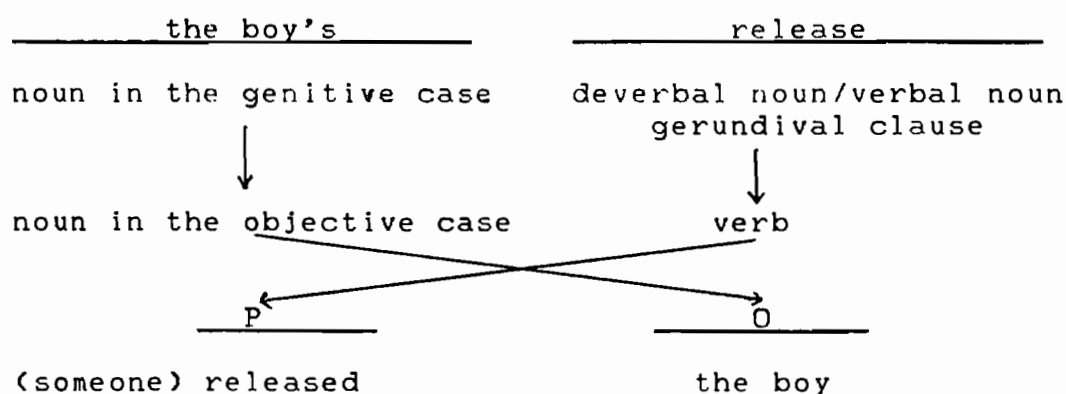 the boy's release
noun in the genitive case deverbal noun/verbal noun
gerundival clause
noun in the objective case verb
P O
(someone) released the boy